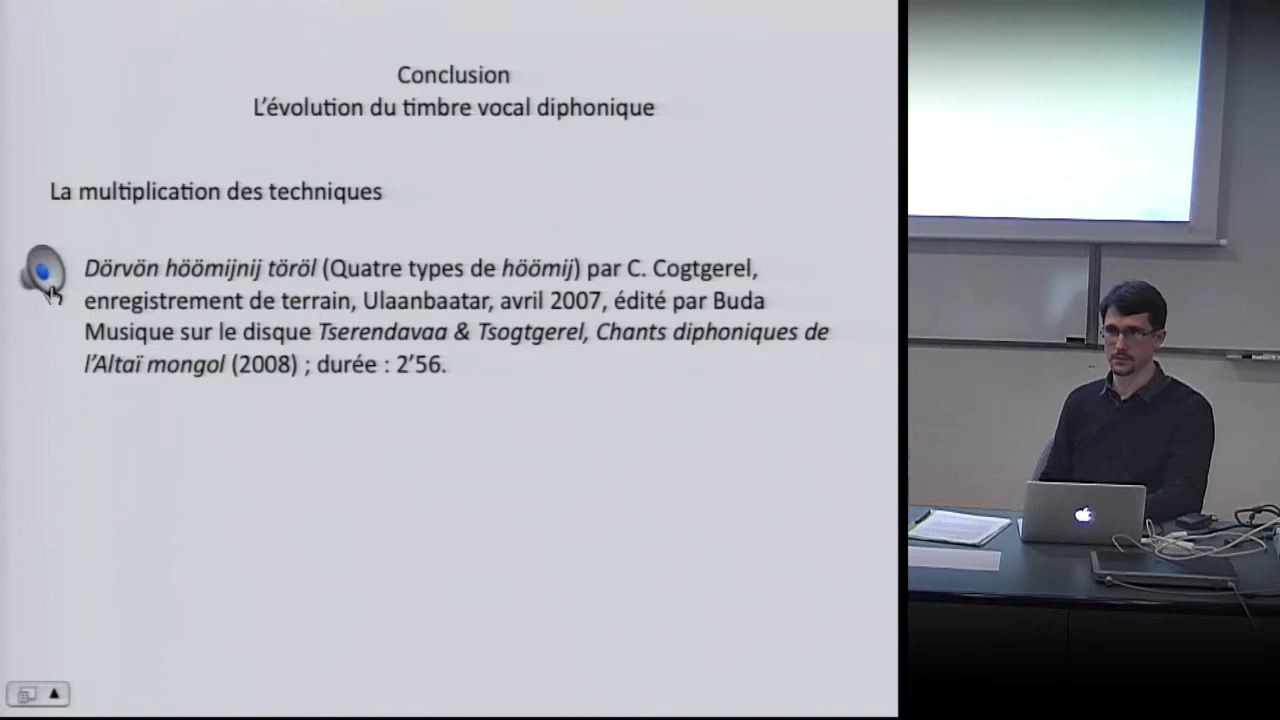 Conclusion
L'évolution du timbre vocal diphonique
La multiplication des techniques
Dörvön höömijnij töröl (Quatre types de höömij) par C. Cogtgerel,
enregistrement de terrain, Ulaanbaatar, avril 2007, édité par Buda
Musique sur le disque Tserendavaa & Tsogtgerel, Chants diphoniques de
l'Altaï mongol (2008) ; durée : 2'56.